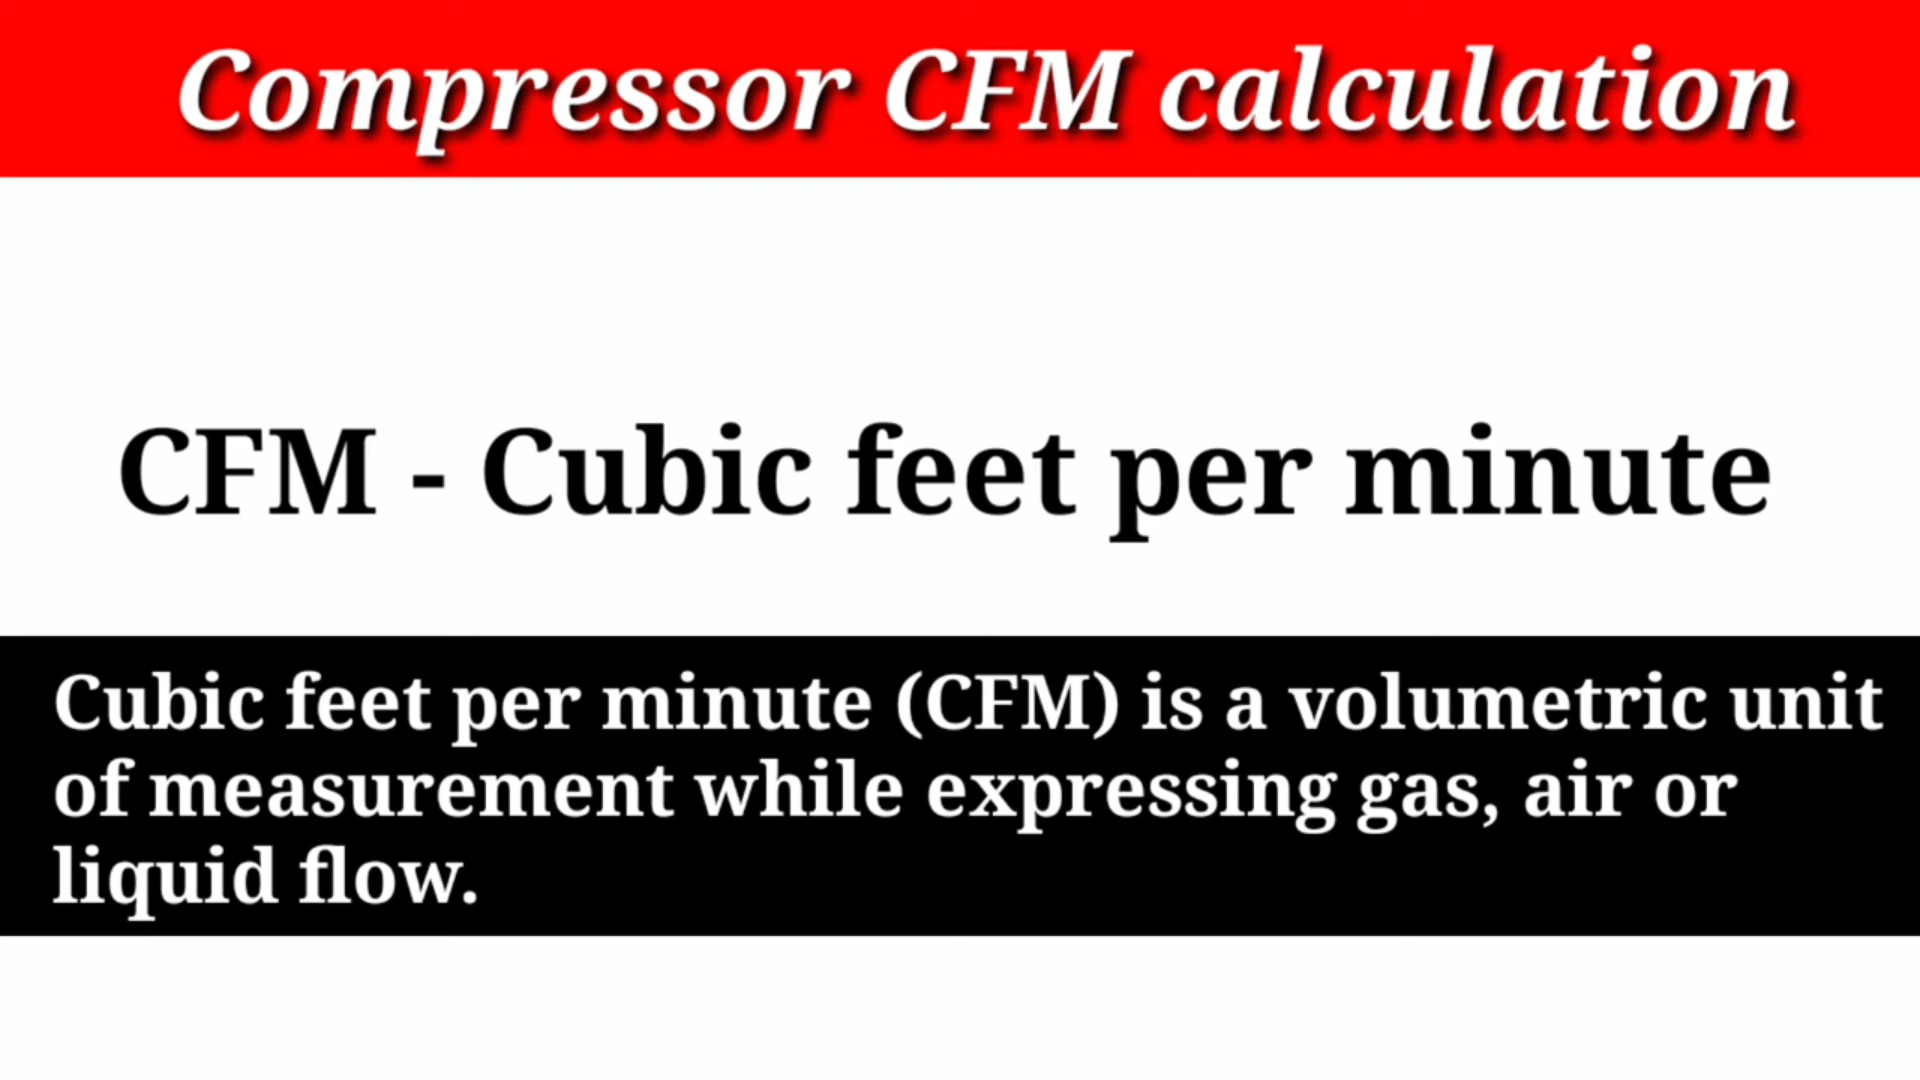 Compressor CFM calculation
CFM - Cubic feet per minute
Cubic feet per minute (CFM) is a volumetric unit
of measurement while expressing gas, air or
liquid flow.